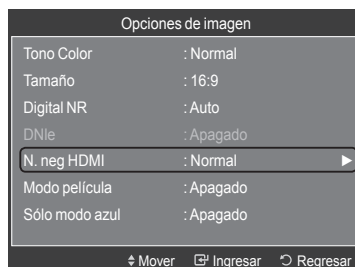 Opciones de imagen
Tono Color : Normal
Tamaño : 16:9
Digital NR : Auto
DNIe : Apagado
N. neg HDMI : Normal
Modo película : Apagado
Sólo modo azul : Apagado
Mover Ingresar Regresar